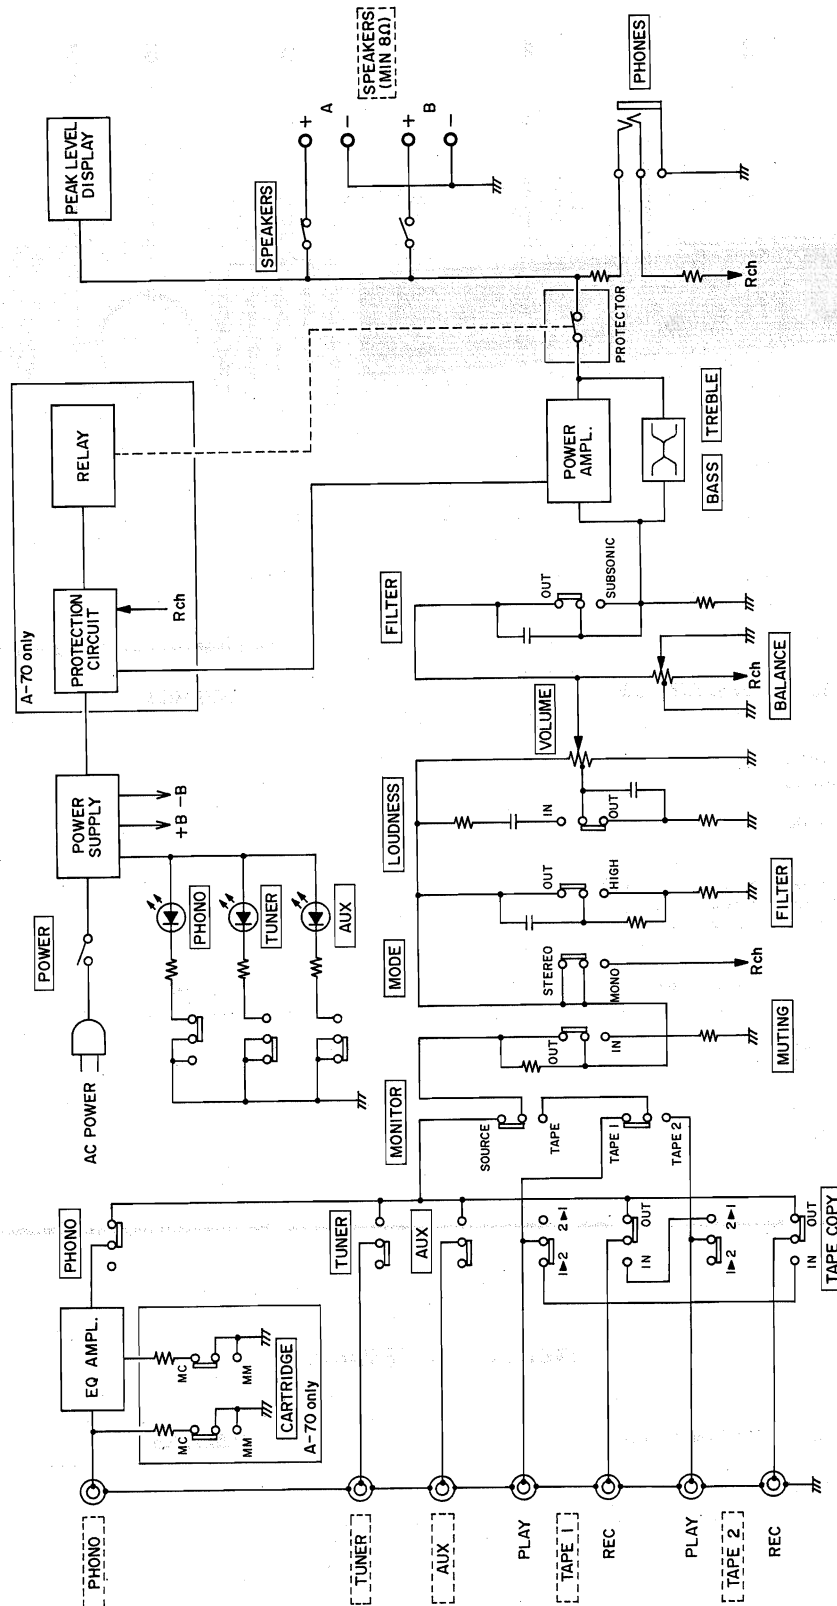 PHONO
TUNER
AUX
PLAY
TAPE 1
REC
PLAY
TAPE 2
REC
EQ AMPL.
MC
MM
MC
MM
CARTRIDGE
A-70 only
PHONO
TUNER
AUX
1▶2
2▶1
IN
OUT
1▶2
2▶1
IN
OUT
TAPE COPY
AC POWER
POWER
POWER
SUPPLY
+B
-B
PHONO
TUNER
AUX
MONITOR
SOURCE
TAPE
TAPE 1
TAPE 2
OUT
IN
MUTING
MODE
STEREO
MONO
Rch
OUT
HIGH
FILTER
LOUDNESS
IN
OUT
VOLUME
Rch
BALANCE
FILTER
OUT
SUBSONIC
A-70 only
PROTECTION
CIRCUIT
Rch
RELAY
POWER
AMPL.
BASS
TREBLE
PROTECTOR
PEAK LEVEL
DISPLAY
SPEAKERS
+
A
-
+
B
-
SPEAKERS
(MIN 8Ω)
Rch
PHONES